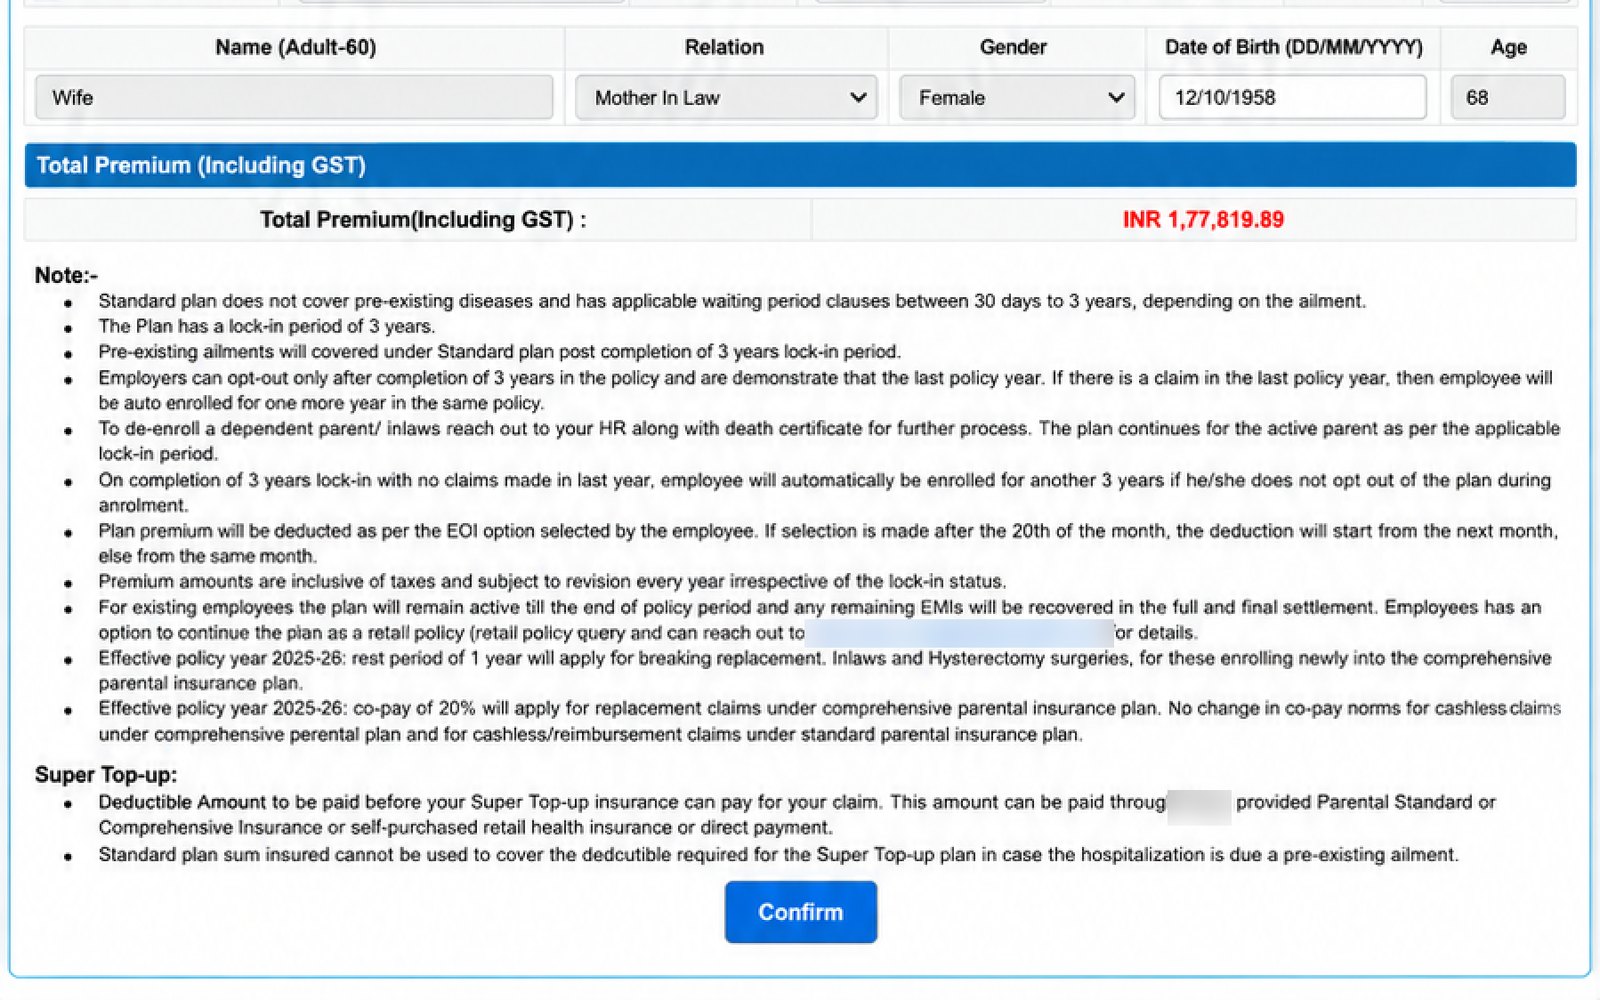 Name (Adult-60) Relation Gender Date of Birth (DD/MM/YYYY) Age
Wife Mother In Law Female 12/10/1958 68
Total Premium (Including GST)
Total Premium(Including GST) : INR 1,77,819.89
Note:-
• Standard plan does not cover pre-existing diseases and has applicable waiting period clauses between 30 days to 3 years, depending on the ailment.
• The Plan has a lock-in period of 3 years.
• Pre-existing ailments will covered under Standard plan post completion of 3 years lock-in period.
• Employers can opt-out only after completion of 3 years in the policy and are demonstrate that the last policy year. If there is a claim in the last policy year, then employee will
be auto enrolled for one more year in the same policy.
• To de-enroll a dependent parent/ inlaws reach out to your HR along with death certificate for further process. The plan continues for the active parent as per the applicable
lock-in period.
• On completion of 3 years lock-in with no claims made in last year, employee will automatically be enrolled for another 3 years if he/she does not opt out of the plan during
anrolment.
• Plan premium will be deducted as per the EOI option selected by the employee. If selection is made after the 20th of the month, the deduction will start from the next month,
else from the same month.
• Premium amounts are inclusive of taxes and subject to revision every year irrespective of the lock-in status.
• For existing employees the plan will remain active till the end of policy period and any remaining EMIs will be recovered in the full and final settlement. Employees has an
option to continue the plan as a retail policy (retail policy query and can reach out to or details.
• Effective policy year 2025-26: rest period of 1 year will apply for breaking replacement. Inlaws and Hysterectomy surgeries, for these enrolling newly into the comprehensive
parental insurance plan.
• Effective policy year 2025-26: co-pay of 20% will apply for replacement claims under comprehensive parental insurance plan. No change in co-pay norms for cashless claims
under comprehensive perental plan and for cashless/reimbursement claims under standard parental insurance plan.
Super Top-up:
• Deductible Amount to be paid before your Super Top-up insurance can pay for your claim. This amount can be paid throug provided Parental Standard or
Comprehensive Insurance or self-purchased retail health insurance or direct payment.
• Standard plan sum insured cannot be used to cover the dedcutible required for the Super Top-up plan in case the hospitalization is due a pre-existing ailment.
Confirm